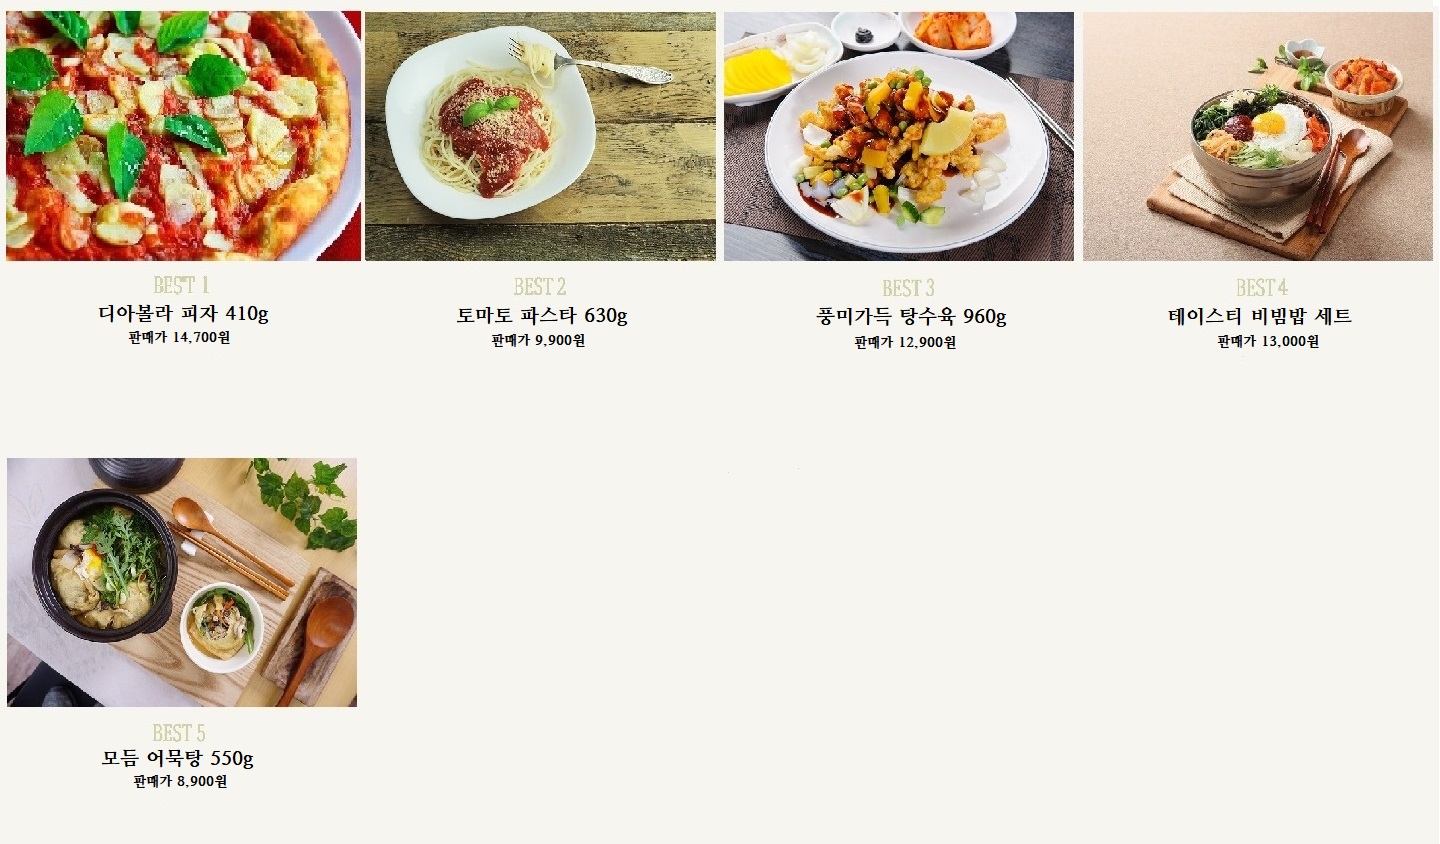 BEST 1
디아볼라 피자 410g
판매가 14,700원
BEST 2
토마토 파스타 630g
판매가 9,900원
BEST 3
풍미가득 탕수육 960g
판매가 12,900원
BEST 4
테이스티 비빔밥 세트
판매가 13,000원
BEST 5
모듬 어묵탕 550g
판매가 8,900원